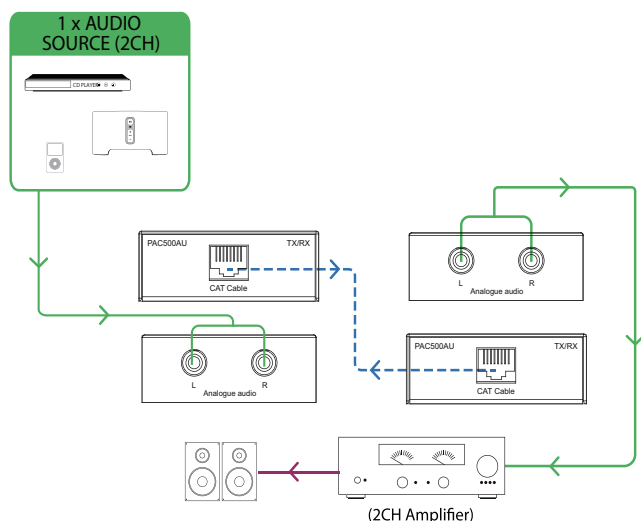 1 x AUDIO
SOURCE (2CH)
CD PLAYER
PAC500AU TX/RX
CAT Cable
L R
Analogue audio
L R
Analogue audio
PAC500AU TX/RX
CAT Cable
(2CH Amplifier)